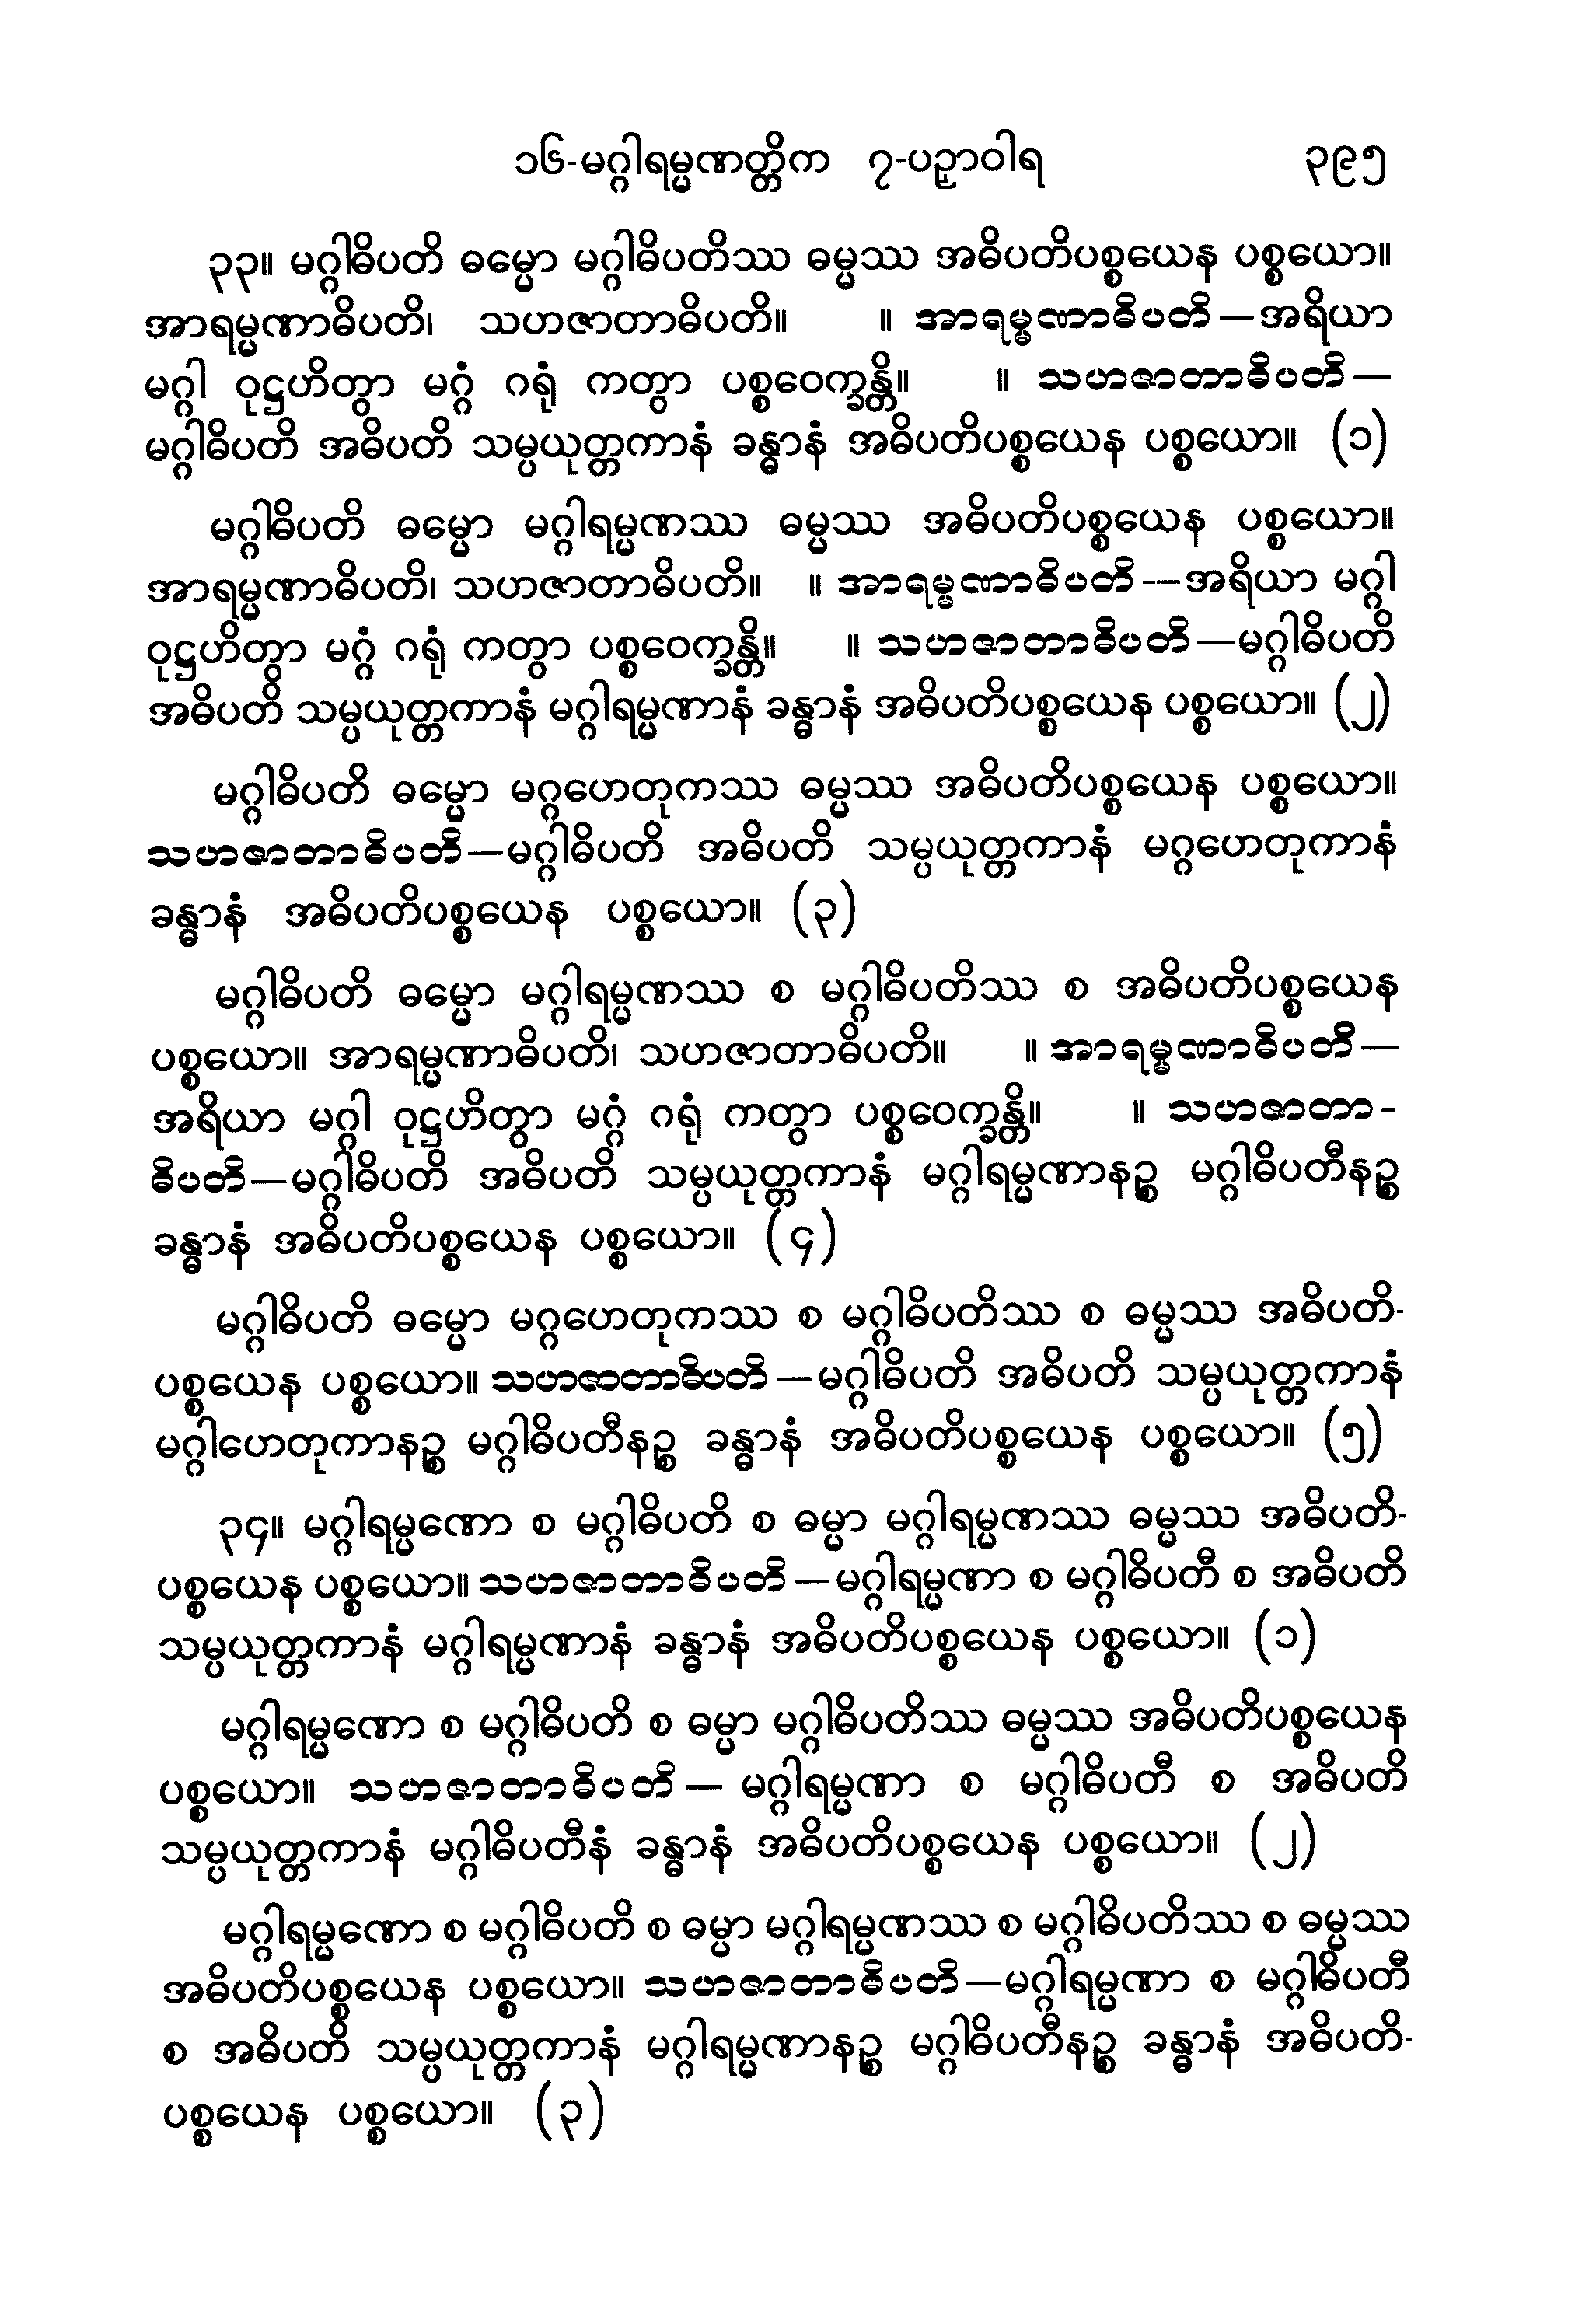 ၁၆-မဂ္ဂါရမ္မဏတ္တိက ၇-ပဉှာဝါရ ၃၉၅
၃၃။ မဂ္ဂါဓိပတိ ဓမ္မော မဂ္ဂါဓိပတိဿ ဓမ္မဿ အဓိပတိပစ္စယေန ပစ္စယော။
အာရမ္မဏာဓိပတိ၊ သဟဇာတာဓိပတိ။ ။ အာရမ္မဏာဓိပတိ—အရိယာ
မဂ္ဂါ ဝုဋ္ဌဟိတွာ မဂ္ဂံ ဂရုံ ကတွာ ပစ္စဝေက္ခန္တိ။ ။ သဟဇာတာဓိပတိ—
မဂ္ဂါဓိပတိ အဓိပတိ သမ္ပယုတ္တကာနံ ခန္ဓာနံ အဓိပတိပစ္စယေန ပစ္စယော။ (၁)
မဂ္ဂါဓိပတိ ဓမ္မော မဂ္ဂါရမ္မဏဿ ဓမ္မဿ အဓိပတိပစ္စယေန ပစ္စယော။
အာရမ္မဏာဓိပတိ၊ သဟဇာတာဓိပတိ။ ။ အာရမ္မဏာဓိပတိ—အရိယာ မဂ္ဂါ
ဝုဋ္ဌဟိတွာ မဂ္ဂံ ဂရုံ ကတွာ ပစ္စဝေက္ခန္တိ။ ။ သဟဇာတာဓိပတိ—မဂ္ဂါဓိပတိ
အဓိပတိ သမ္ပယုတ္တကာနံ မဂ္ဂါရမ္မဏာနံ ခန္ဓာနံ အဓိပတိပစ္စယေန ပစ္စယော။ (၂)
မဂ္ဂါဓိပတိ ဓမ္မော မဂ္ဂဟေတုကဿ ဓမ္မဿ အဓိပတိပစ္စယေန ပစ္စယော။
သဟဇာတာဓိပတိ—မဂ္ဂါဓိပတိ အဓိပတိ သမ္ပယုတ္တကာနံ မဂ္ဂဟေတုကာနံ
ခန္ဓာနံ အဓိပတိပစ္စယေန ပစ္စယော။ (၃)
မဂ္ဂါဓိပတိ ဓမ္မော မဂ္ဂါရမ္မဏဿ စ မဂ္ဂါဓိပတိဿ စ အဓိပတိပစ္စယေန
ပစ္စယော။ အာရမ္မဏာဓိပတိ၊ သဟဇာတာဓိပတိ။ ။ အာရမ္မဏာဓိပတိ—
အရိယာ မဂ္ဂါ ဝုဋ္ဌဟိတွာ မဂ္ဂံ ဂရုံ ကတွာ ပစ္စဝေက္ခန္တိ။ ။ သဟဇာတာ-
ဓိပတိ—မဂ္ဂါဓိပတိ အဓိပတိ သမ္ပယုတ္တကာနံ မဂ္ဂါရမ္မဏာနဉ္စ မဂ္ဂါဓိပတီနဉ္စ
ခန္ဓာနံ အဓိပတိပစ္စယေန ပစ္စယော။ (၄)
မဂ္ဂါဓိပတိ ဓမ္မော မဂ္ဂဟေတုကဿ စ မဂ္ဂါဓိပတိဿ စ ဓမ္မဿ အဓိပတိ-
ပစ္စယေန ပစ္စယော။ သဟဇာတာဓိပတိ—မဂ္ဂါဓိပတိ အဓိပတိ သမ္ပယုတ္တကာနံ
မဂ္ဂါဟေတုကာနဉ္စ မဂ္ဂါဓိပတီနဉ္စ ခန္ဓာနံ အဓိပတိပစ္စယေန ပစ္စယော။ (၅)
၃၄။ မဂ္ဂါရမ္မဏော စ မဂ္ဂါဓိပတိ စ ဓမ္မာ မဂ္ဂါရမ္မဏဿ ဓမ္မဿ အဓိပတိ-
ပစ္စယေန ပစ္စယော။ သဟဇာတာဓိပတိ—မဂ္ဂါရမ္မဏာ စ မဂ္ဂါဓိပတီ စ အဓိပတိ
သမ္ပယုတ္တကာနံ မဂ္ဂါရမ္မဏာနံ ခန္ဓာနံ အဓိပတိပစ္စယေန ပစ္စယော။ (၁)
မဂ္ဂါရမ္မဏော စ မဂ္ဂါဓိပတိ စ ဓမ္မာ မဂ္ဂါဓိပတိဿ ဓမ္မဿ အဓိပတိပစ္စယေန
ပစ္စယော။ သဟဇာတာဓိပတိ— မဂ္ဂါရမ္မဏာ စ မဂ္ဂါဓိပတီ စ အဓိပတိ
သမ္ပယုတ္တကာနံ မဂ္ဂါဓိပတီနံ ခန္ဓာနံ အဓိပတိပစ္စယေန ပစ္စယော။ (၂)
မဂ္ဂါရမ္မဏော စ မဂ္ဂါဓိပတိ စ ဓမ္မာ မဂ္ဂါရမ္မဏဿ စ မဂ္ဂါဓိပတိဿ စ ဓမ္မဿ
အဓိပတိပစ္စယေန ပစ္စယော။ သဟဇာတာဓိပတိ—မဂ္ဂါရမ္မဏာ စ မဂ္ဂါဓိပတီ
စ အဓိပတိ သမ္ပယုတ္တကာနံ မဂ္ဂါရမ္မဏာနဉ္စ မဂ္ဂါဓိပတီနဉ္စ ခန္ဓာနံ အဓိပတိ-
ပစ္စယေန ပစ္စယော။ (၃)